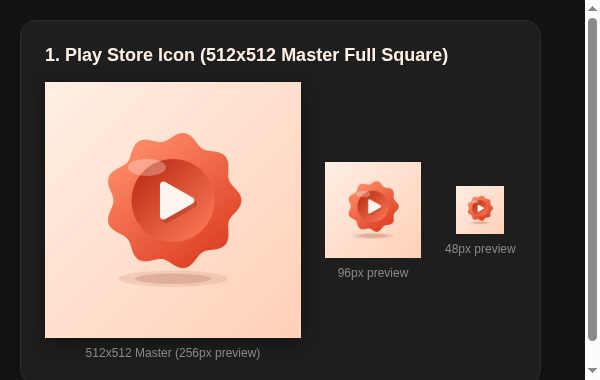 1. Play Store Icon (512x512 Master Full Square)
512x512 Master (256px preview)
96px preview
48px preview